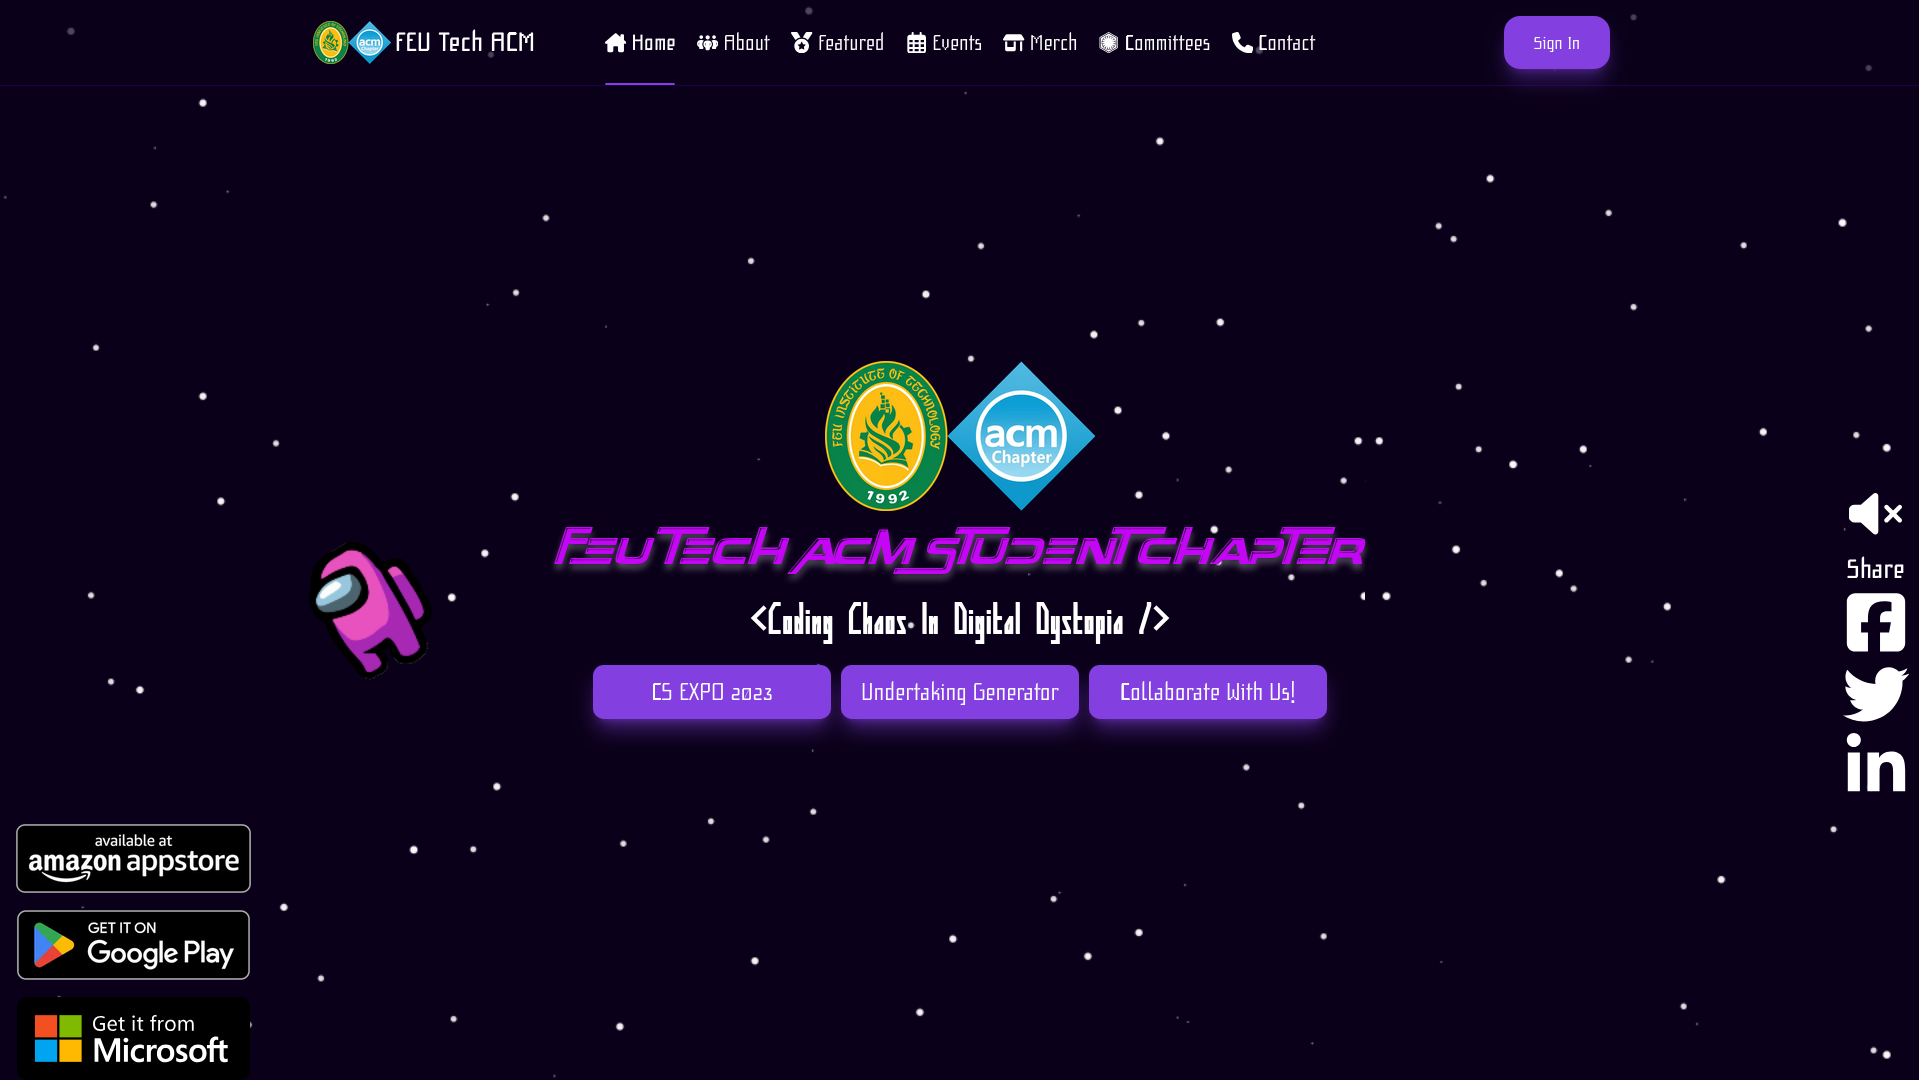 FEU Tech ACM
Home
About
Featured
Events
Merch
Committees
Contact
Sign In
FEU INSTITUTE OF TECHNOLOGY
1992
acm
Chapter
FEU TECH ACM STUDENT CHAPTER
<Coding Chaos In Digital Dystopia />
CS EXPO 2023
Undertaking Generator
Collaborate With Us!
Share
available at
amazon appstore
GET IT ON
Google Play
Get it from
Microsoft